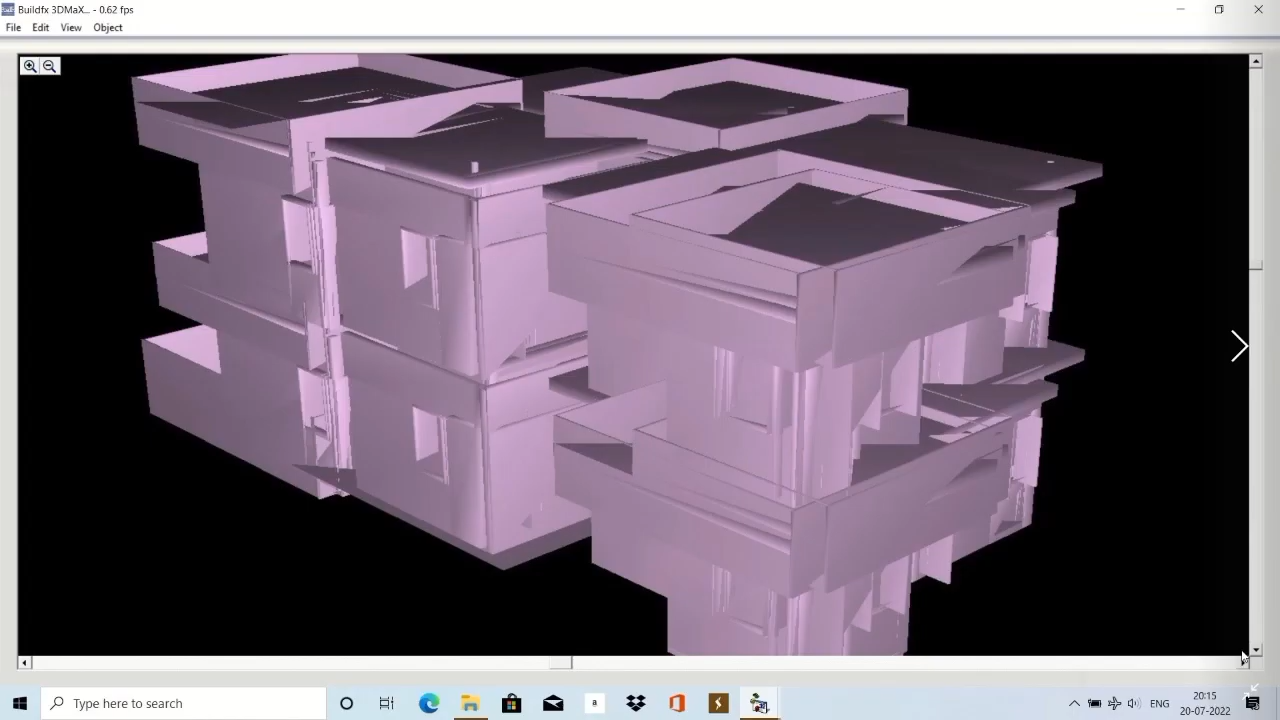 Buildfx 3DMaX... - 0.62 fps
File Edit View Object
Type here to search
a
ENG
20:15
20-07-2022